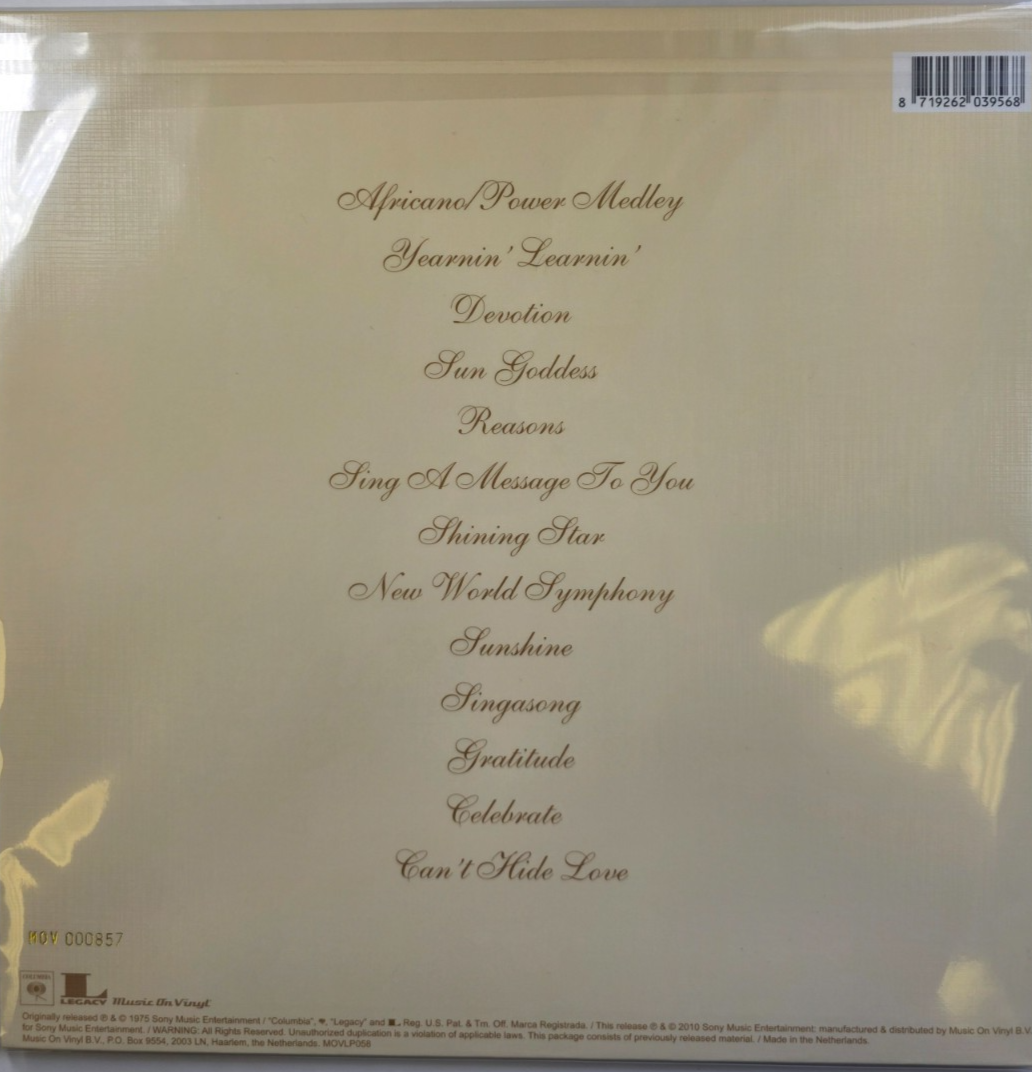 8 719262 039568
Africano/Power Medley
Yearnin' Learnin'
Devotion
Sun Goddess
Reasons
Sing A Message To You
Shining Star
New World Symphony
Sunshine
Singasong
Gratitude
Celebrate
Can't Hide Love
MOV 000857
COLUMBIA
L
LEGACY Music On Vinyl
Originally released ℗ & © 1975 Sony Music Entertainment / "Columbia", "Legacy" and L Reg. U.S. Pat. & Tm. Off. Marca Registrada. / This release ℗ & © 2010 Sony Music Entertainment: manufactured & distributed by Music On Vinyl B.V.
for Sony Music Entertainment. / WARNING: All Rights Reserved. Unauthorized duplication is a violation of applicable laws. This package consists of previously released material. / Made in the Netherlands.
Music On Vinyl B.V., P.O. Box 9554, 2003 LN, Haarlem, the Netherlands. MOVLP058